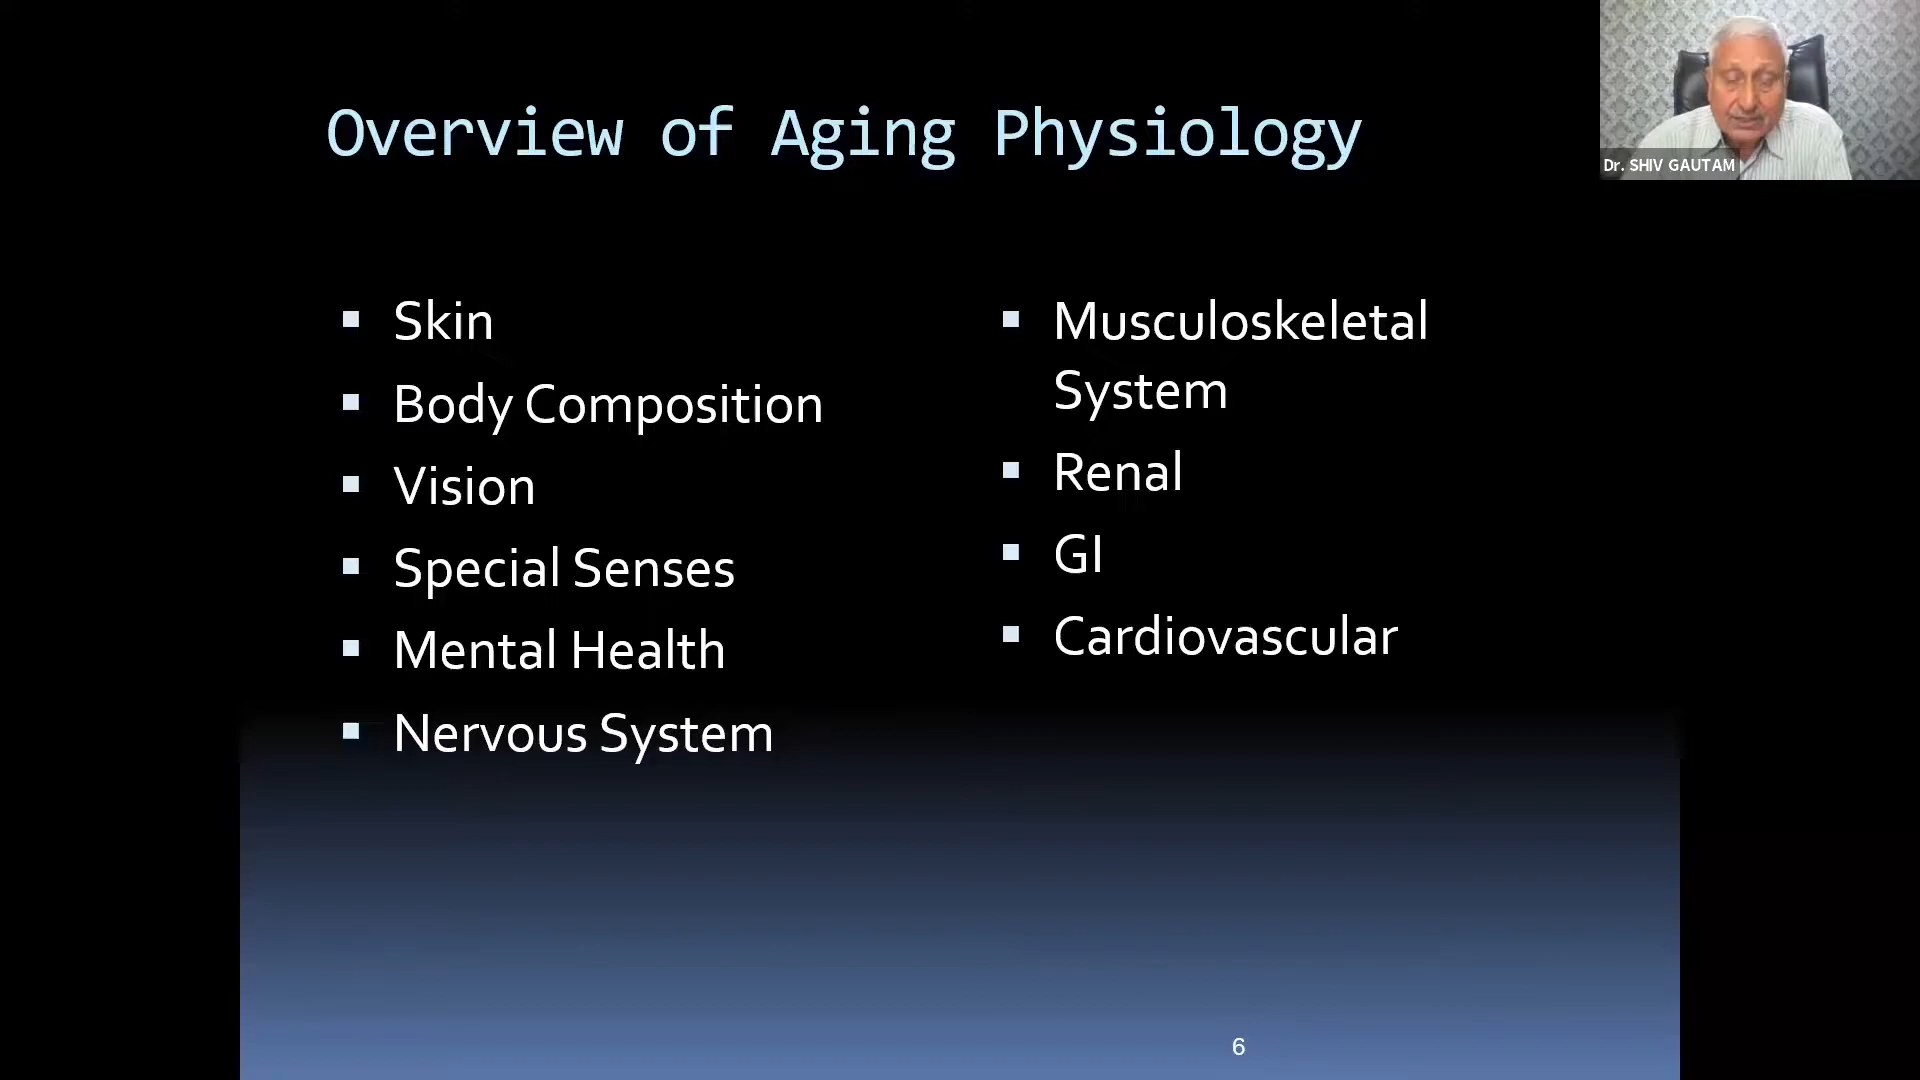 Overview of Aging Physiology
Dr. SHIV GAUTAM
Skin
Body Composition
Vision
Special Senses
Mental Health
Nervous System
Musculoskeletal
System
Renal
GI
Cardiovascular
6